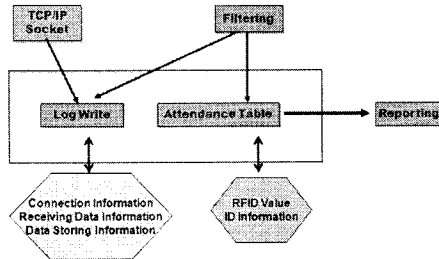 TCP/IP
Socket
Filtering
Log Write
Attendance Table
Reporting
Connection Information
Receiving Data Information
Data Storing Information
RFID Value
ID Information